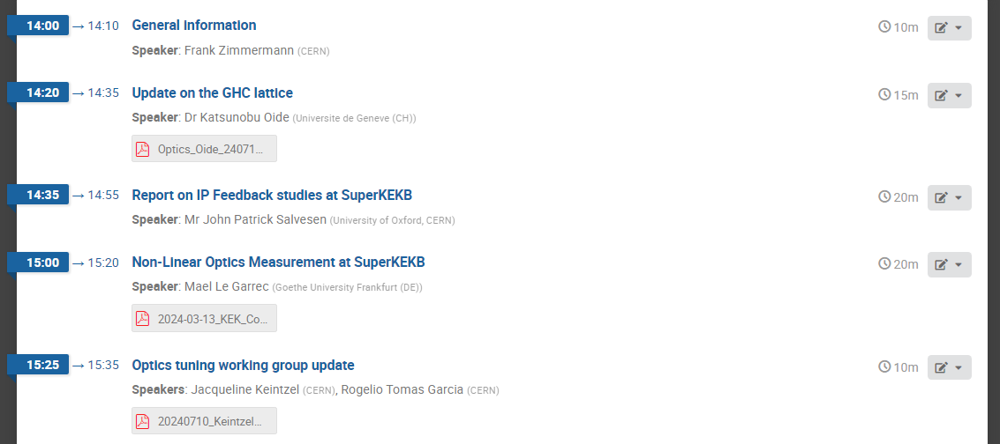 14:00 → 14:10 General information 10m
Speaker: Frank Zimmermann (CERN)
14:20 → 14:35 Update on the GHC lattice 15m
Speaker: Dr Katsunobu Oide (Universite de Geneve (CH))
Optics_Oide_24071...
14:35 → 14:55 Report on IP Feedback studies at SuperKEKB 20m
Speaker: Mr John Patrick Salvesen (University of Oxford, CERN)
15:00 → 15:20 Non-Linear Optics Measurement at SuperKEKB 20m
Speaker: Mael Le Garrec (Goethe University Frankfurt (DE))
2024-03-13_KEK_Co...
15:25 → 15:35 Optics tuning working group update 10m
Speakers: Jacqueline Keintzel (CERN), Rogelio Tomas Garcia (CERN)
20240710_Keintzel...